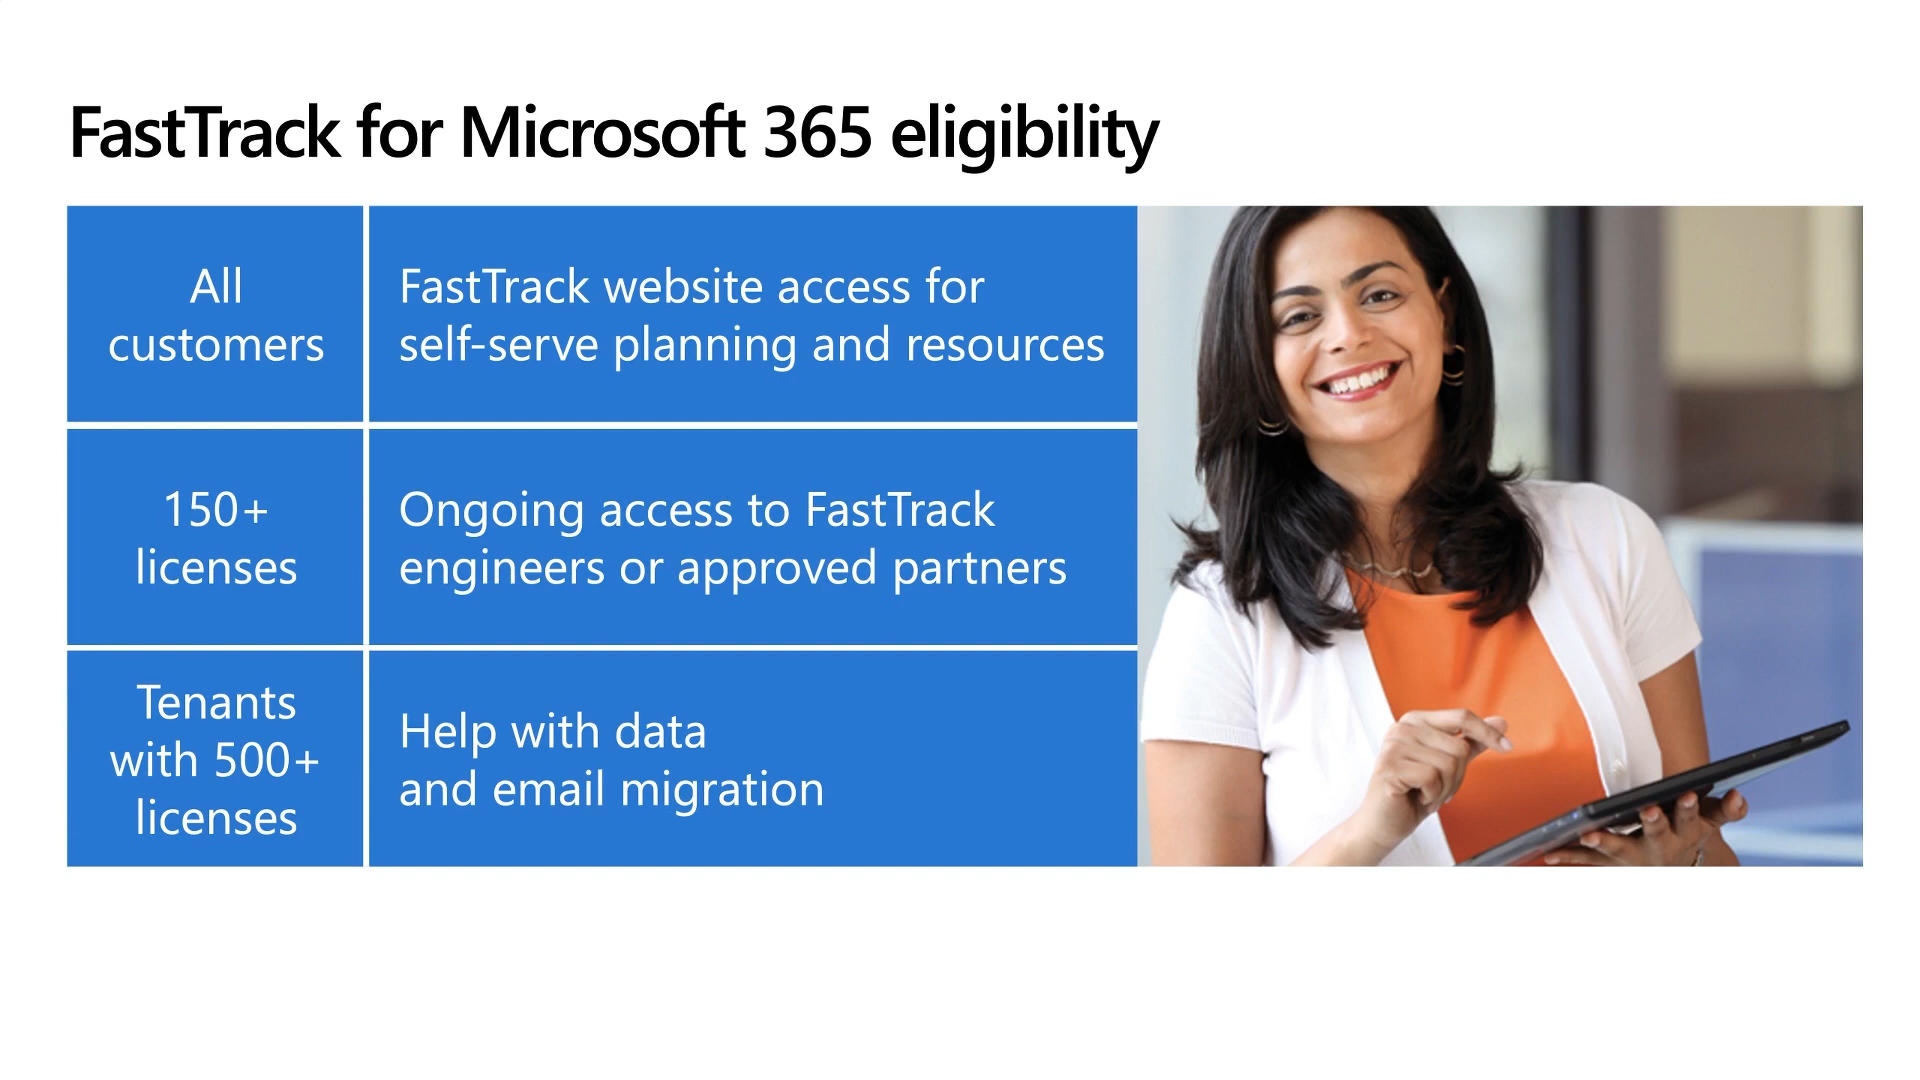 FastTrack for Microsoft 365 eligibility
All
customers
FastTrack website access for
self-serve planning and resources
150+
licenses
Ongoing access to FastTrack
engineers or approved partners
Tenants
with 500+
licenses
Help with data
and email migration